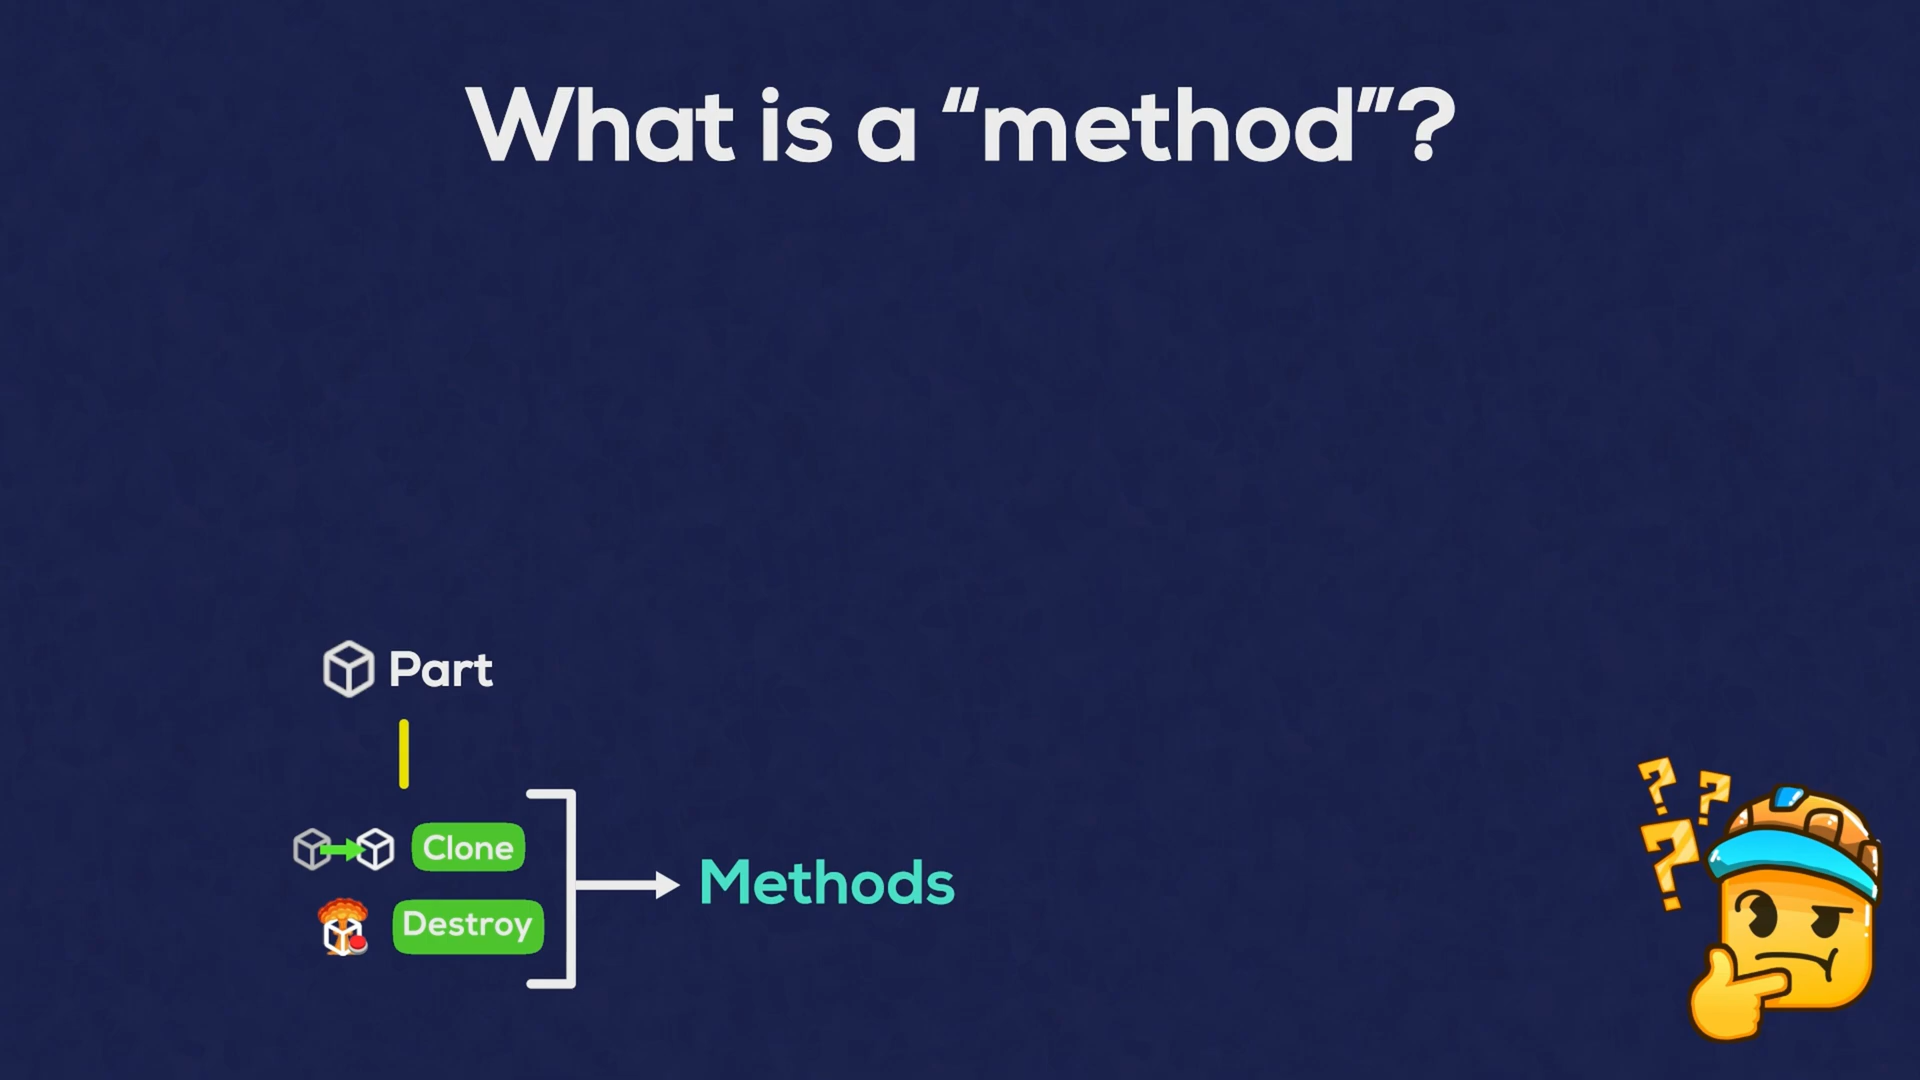 What is a “method”?
Part
Clone
Destroy
Methods